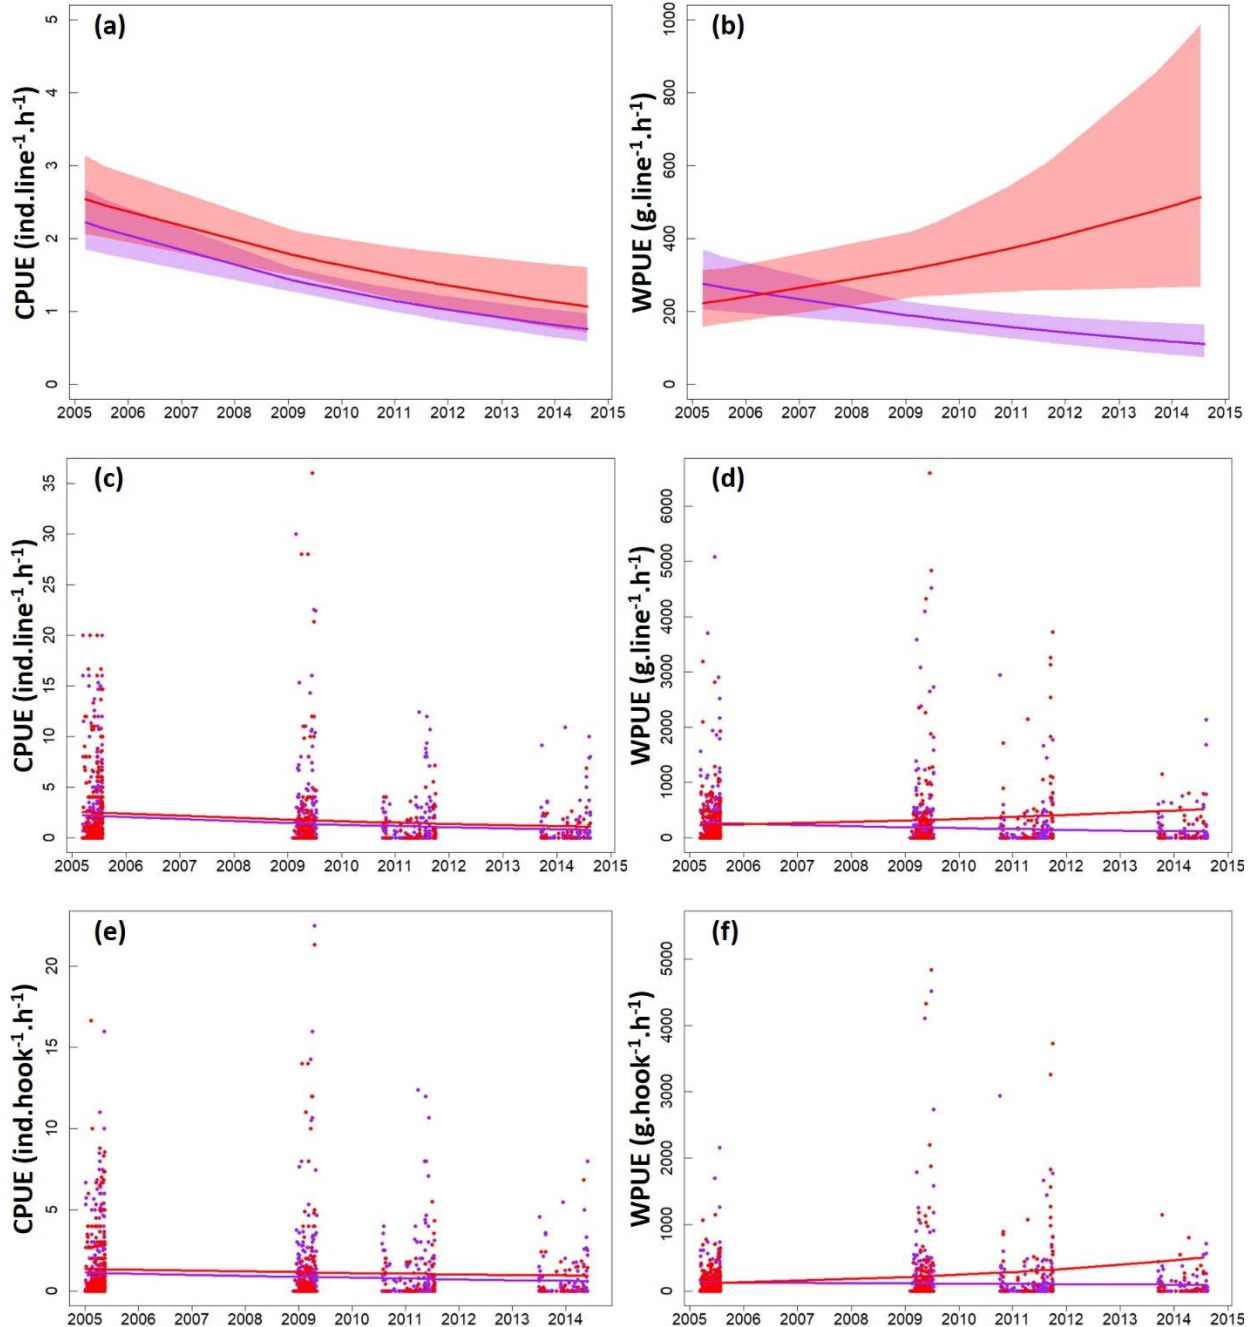 (a)
CPUE (ind.line⁻¹.h⁻¹)
5
4
3
2
1
0
2005 2006 2007 2008 2009 2010 2011 2012 2013 2014 2015
(b)
WPUE (g.line⁻¹.h⁻¹)
1000
800
600
400
200
0
2005 2006 2007 2008 2009 2010 2011 2012 2013 2014 2015
(c)
CPUE (ind.line⁻¹.h⁻¹)
35
30
25
20
15
10
5
0
2005 2006 2007 2008 2009 2010 2011 2012 2013 2014 2015
(d)
WPUE (g.line⁻¹.h⁻¹)
6000
5000
4000
3000
2000
1000
0
2005 2006 2007 2008 2009 2010 2011 2012 2013 2014 2015
(e)
CPUE (ind.hook⁻¹.h⁻¹)
20
15
10
5
0
2005 2006 2007 2008 2009 2010 2011 2012 2013 2014
(f)
WPUE (g.hook⁻¹.h⁻¹)
5000
4000
3000
2000
1000
0
2005 2006 2007 2008 2009 2010 2011 2012 2013 2014 2015